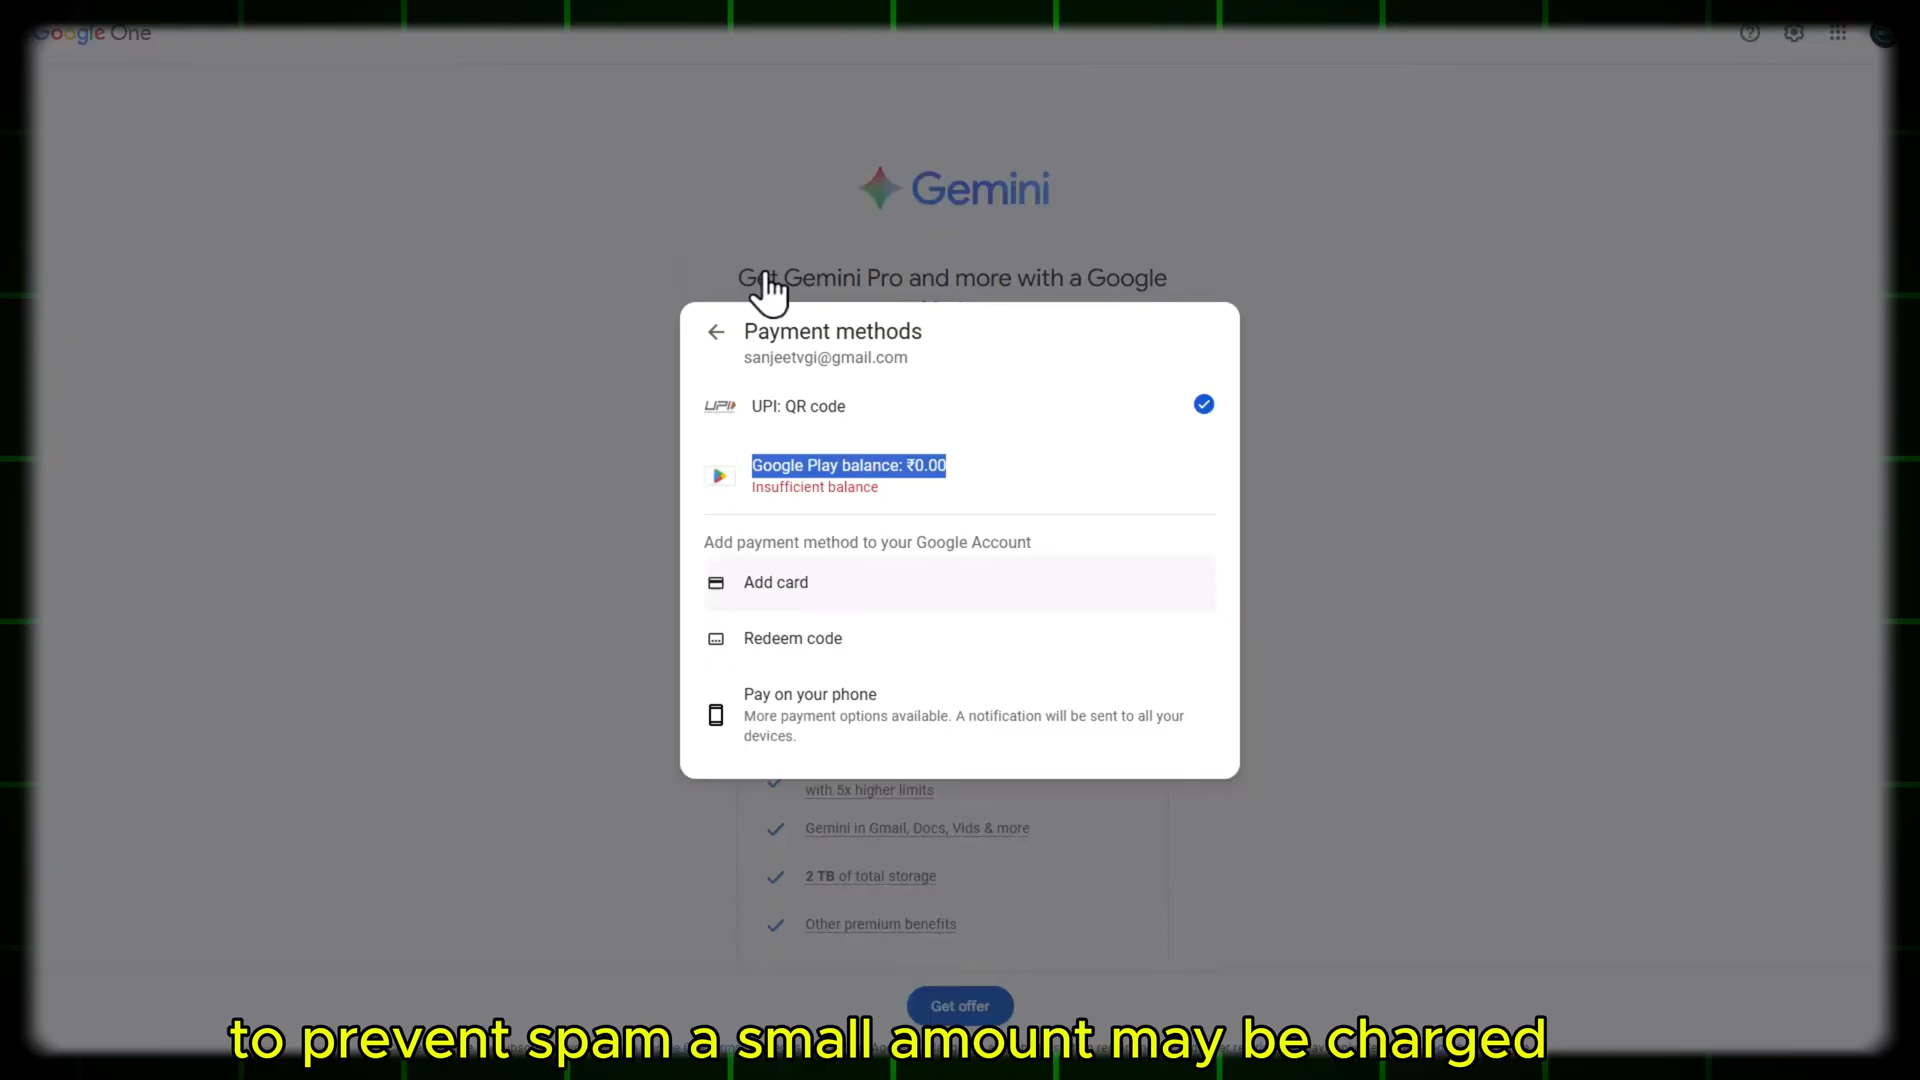 Google One
Gemini
Get Gemini Pro and more with a Google
Payment methods
sanjeetvgi@gmail.com
UPI UPI: QR code
Google Play balance: ₹0.00
Insufficient balance
Add payment method to your Google Account
Add card
Redeem code
Pay on your phone
More payment options available. A notification will be sent to all your
devices.
with 5x higher limits
Gemini in Gmail, Docs, Vids & more
2 TB of total storage
Other premium benefits
Get offer
to prevent spam a small amount may be charged